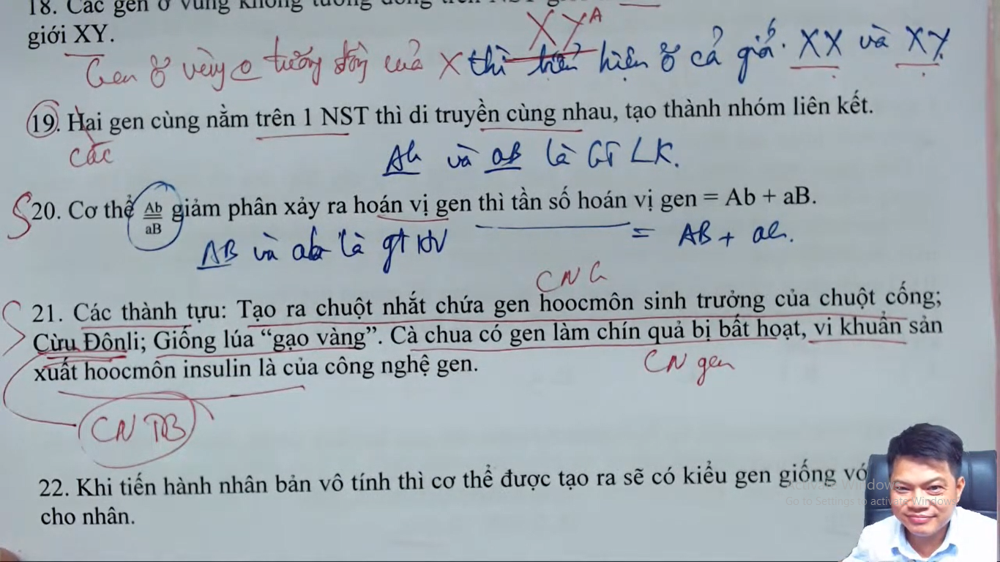 18. Các gen ở vùng không tương đồng trên NST
giới XY.
X Y^A
Gen ở vùng o tương đồng của X thì biểu hiện ở cả giới XX và XY.
19. Hai gen cùng nằm trên 1 NST thì di truyền cùng nhau, tạo thành nhóm liên kết.
các
Ab và aB là GT LK.
20. Cơ thể Ab/aB giảm phân xảy ra hoán vị gen thì tần số hoán vị gen = Ab + aB.
S
= AB + ab.
AB và ab là gt HV
CN G
21. Các thành tựu: Tạo ra chuột nhắt chứa gen hoocmôn sinh trưởng của chuột cống;
Cừu Đônli; Giống lúa “gạo vàng”. Cà chua có gen làm chín quả bị bất hoạt, vi khuẩn sản
xuất hoocmôn insulin là của công nghệ gen.
CN gen
CN TB
22. Khi tiến hành nhân bản vô tính thì cơ thể được tạo ra sẽ có kiểu gen giống vớ
cho nhân.
Activate Windows
Go to Settings to activate Windows